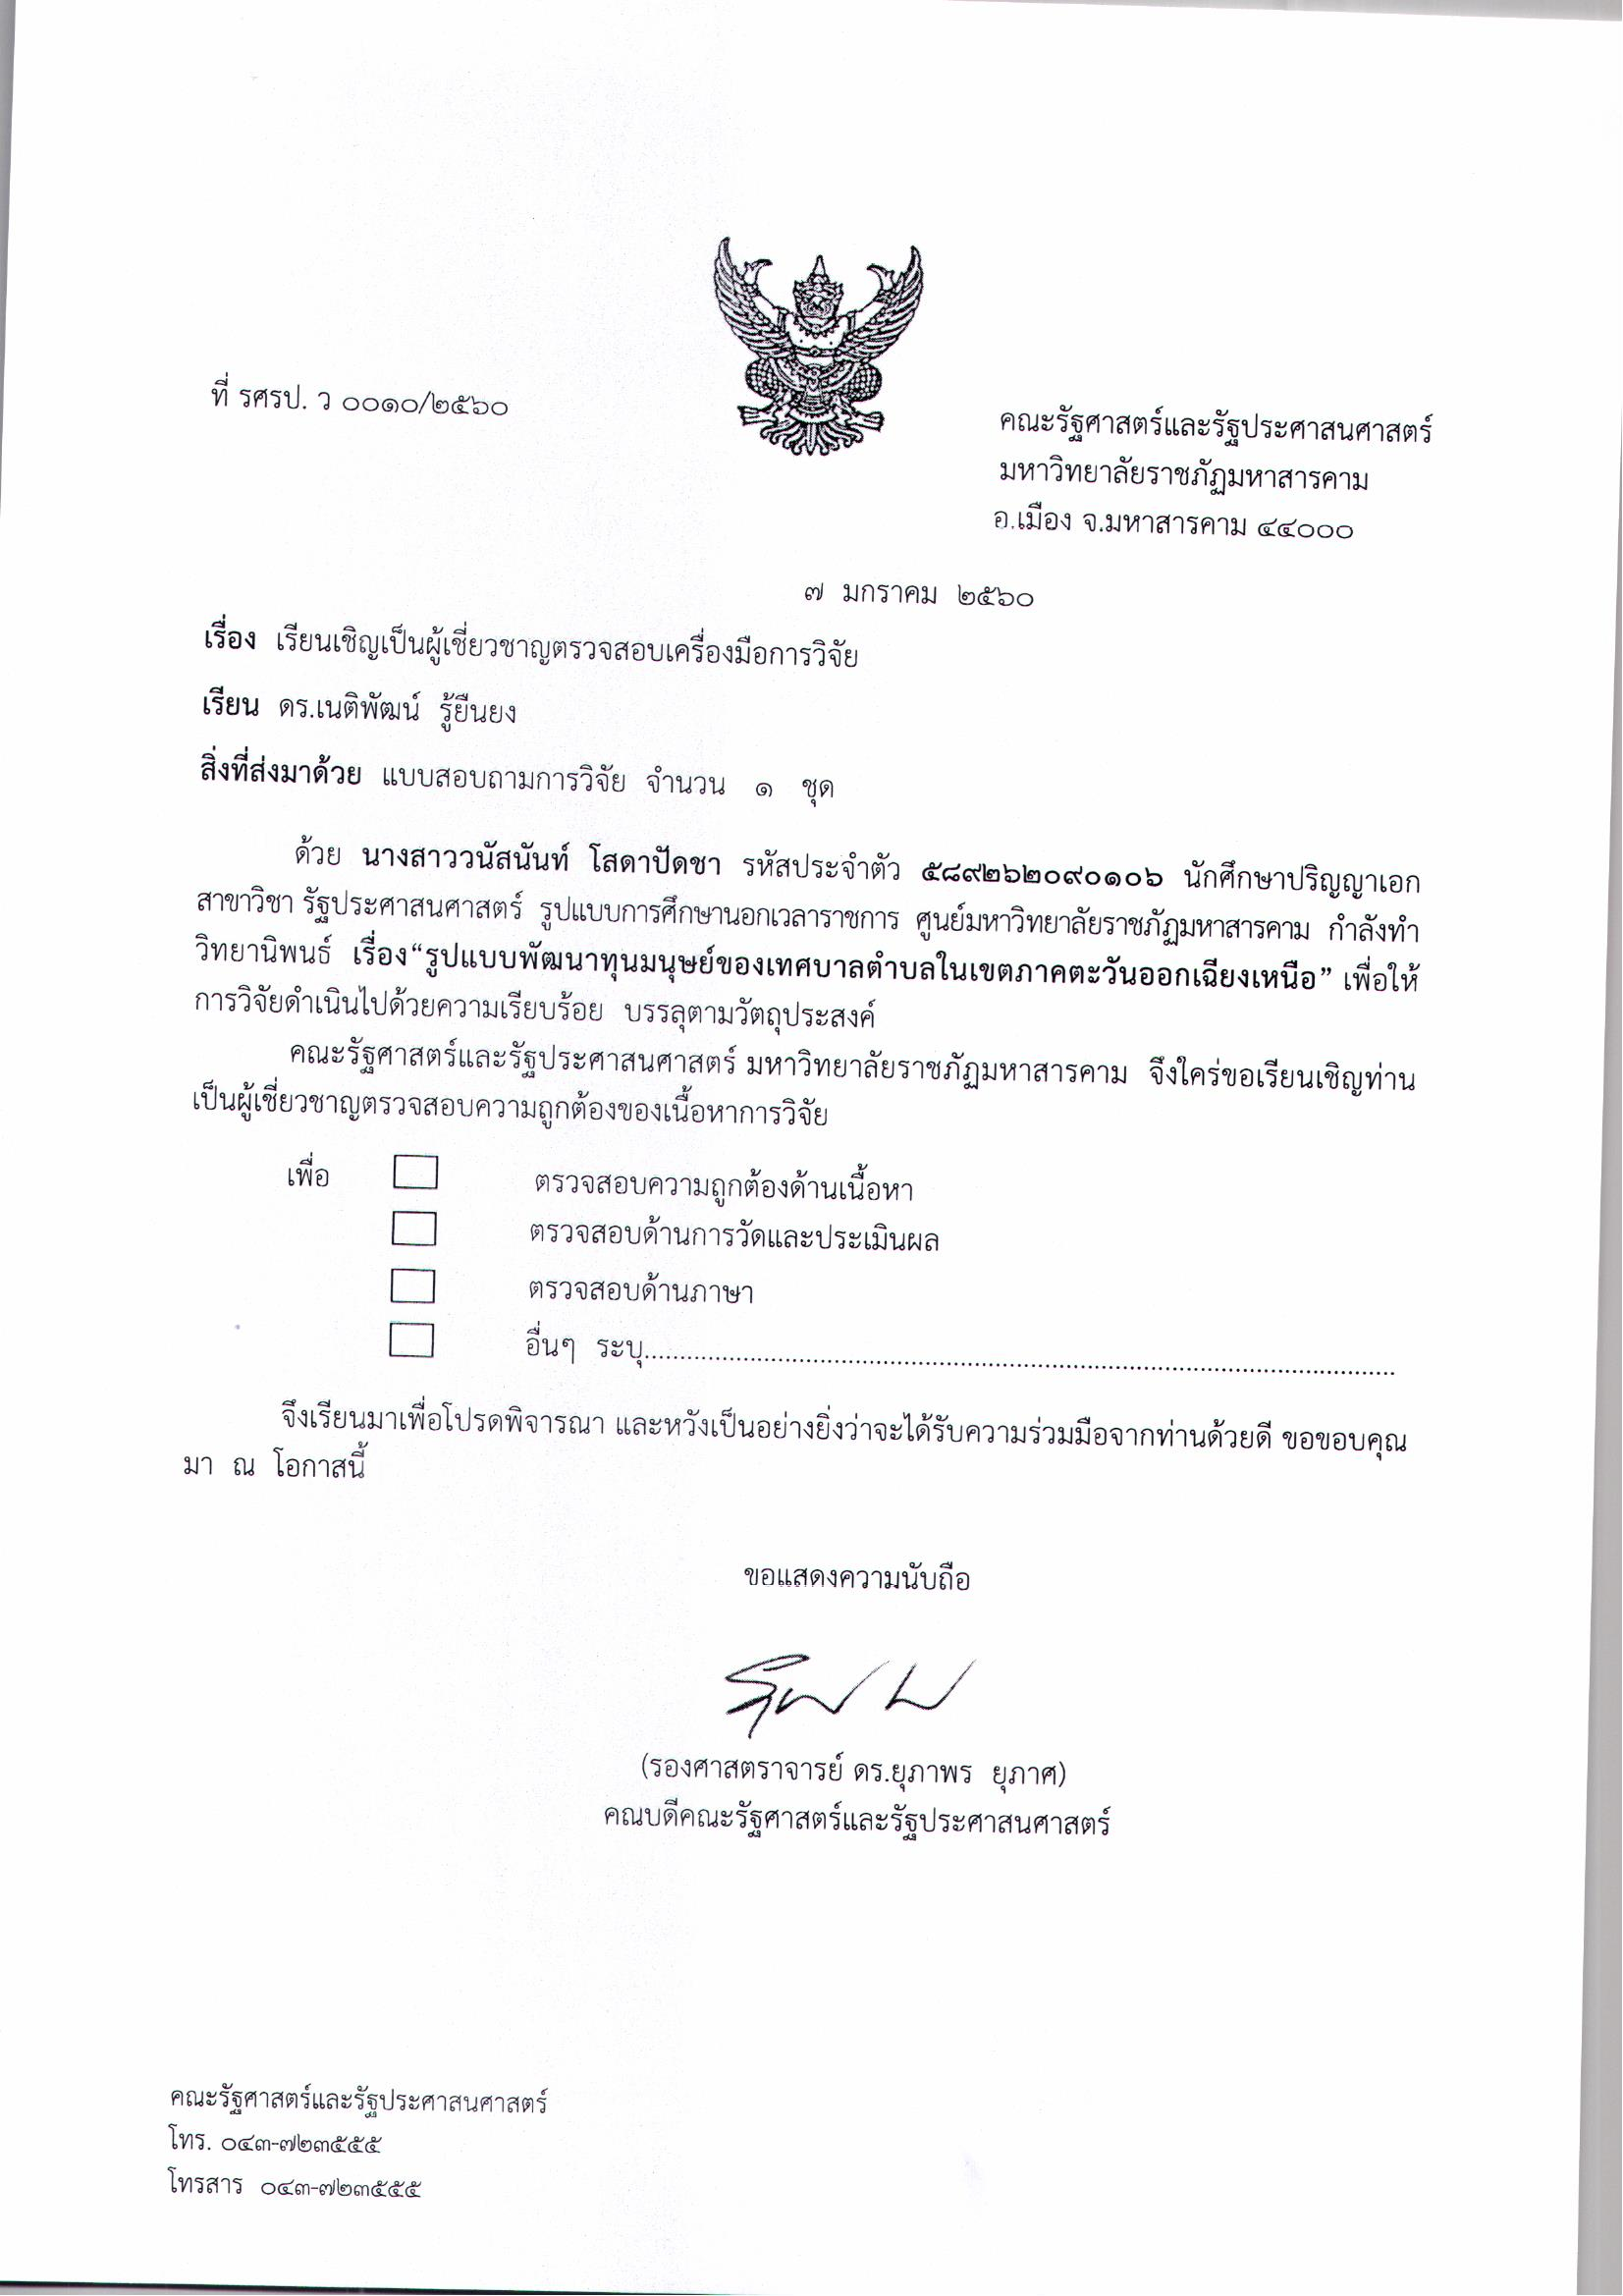 ที่ รศรป. ว ๐๐๑๐/๒๕๖๐
คณะรัฐศาสตร์และรัฐประศาสนศาสตร์
มหาวิทยาลัยราชภัฏมหาสารคาม
อ.เมือง จ.มหาสารคาม ๔๔๐๐๐
๗ มกราคม ๒๕๖๐
เรื่อง เรียนเชิญเป็นผู้เชี่ยวชาญตรวจสอบเครื่องมือการวิจัย
เรียน ดร.เนติพัฒน์ รู้ยืนยง
สิ่งที่ส่งมาด้วย แบบสอบถามการวิจัย จำนวน ๑ ชุด
ด้วย นางสาววนัสนันท์ โสดาปัดชา รหัสประจำตัว ๕๘๙๒๖๒๐๙๐๑๐๖ นักศึกษาปริญญาเอก
สาขาวิชา รัฐประศาสนศาสตร์ รูปแบบการศึกษานอกเวลาราชการ ศูนย์มหาวิทยาลัยราชภัฏมหาสารคาม กำลังทำ
วิทยานิพนธ์ เรื่อง“รูปแบบพัฒนาทุนมนุษย์ของเทศบาลตำบลในเขตภาคตะวันออกเฉียงเหนือ” เพื่อให้
การวิจัยดำเนินไปด้วยความเรียบร้อย บรรลุตามวัตถุประสงค์
คณะรัฐศาสตร์และรัฐประศาสนศาสตร์ มหาวิทยาลัยราชภัฏมหาสารคาม จึงใคร่ขอเรียนเชิญท่าน
เป็นผู้เชี่ยวชาญตรวจสอบความถูกต้องของเนื้อหาการวิจัย
เพื่อ ตรวจสอบความถูกต้องด้านเนื้อหา
ตรวจสอบด้านการวัดและประเมินผล
ตรวจสอบด้านภาษา
อื่นๆ ระบุ..........................................................................................................
จึงเรียนมาเพื่อโปรดพิจารณา และหวังเป็นอย่างยิ่งว่าจะได้รับความร่วมมือจากท่านด้วยดี ขอขอบคุณ
มา ณ โอกาสนี้
ขอแสดงความนับถือ
(รองศาสตราจารย์ ดร.ยุภาพร ยุภาศ)
คณบดีคณะรัฐศาสตร์และรัฐประศาสนศาสตร์
คณะรัฐศาสตร์และรัฐประศาสนศาสตร์
โทร. ๐๔๓-๗๒๓๕๕๕
โทรสาร ๐๔๓-๗๒๓๕๕๕